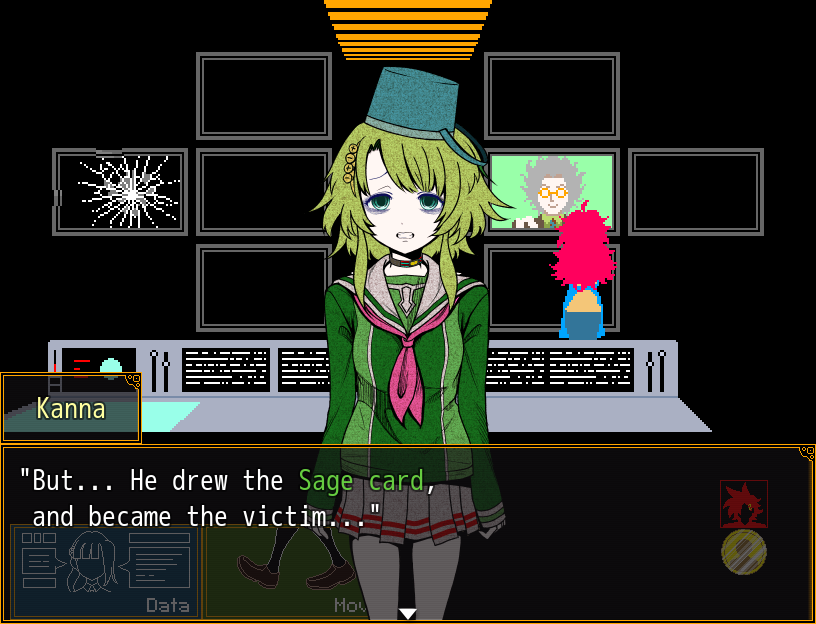 Kanna
"But... He drew the Sage card,
and became the victim..."
Data
Mov